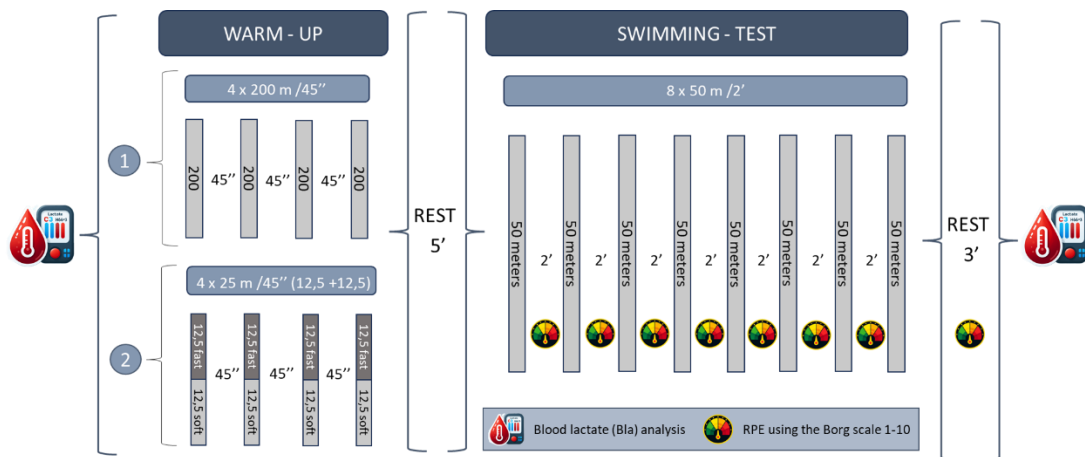 WARM - UP
SWIMMING - TEST
4 x 200 m /45’’
8 x 50 m /2’
1
200
45’’
200
45’’
200
45’’
200
REST
5’
50 meters
2’
50 meters
2’
50 meters
2’
50 meters
2’
50 meters
2’
50 meters
2’
50 meters
2’
50 meters
REST
3’
4 x 25 m /45’’ (12,5 +12,5)
2
12,5 fast
12,5 soft
45’’
12,5 fast
12,5 soft
45’’
12,5 fast
12,5 soft
45’’
12,5 fast
12,5 soft
Blood lactate (Bla) analysis
RPE using the Borg scale 1-10
Lactate